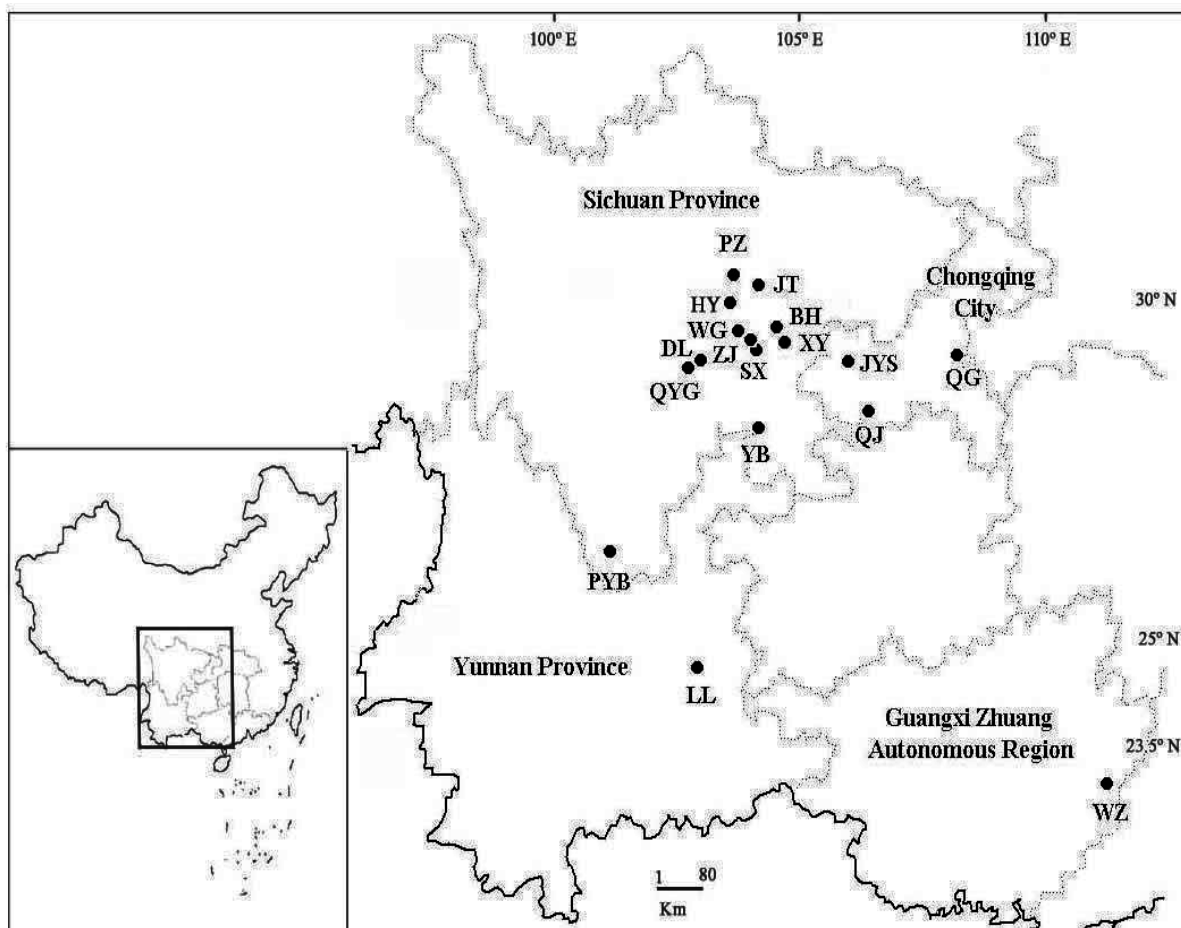 100° E
105° E
110° E
Sichuan Province
PZ
Chongqing
City
JT
HY
30° N
BH
WG
XY
DL
ZJ
SX
JYS
QG
QYG
QJ
YB
PYB
25° N
Yunnan Province
LL
Guangxi Zhuang
Autonomous Region
23.5° N
WZ
1 80
Km